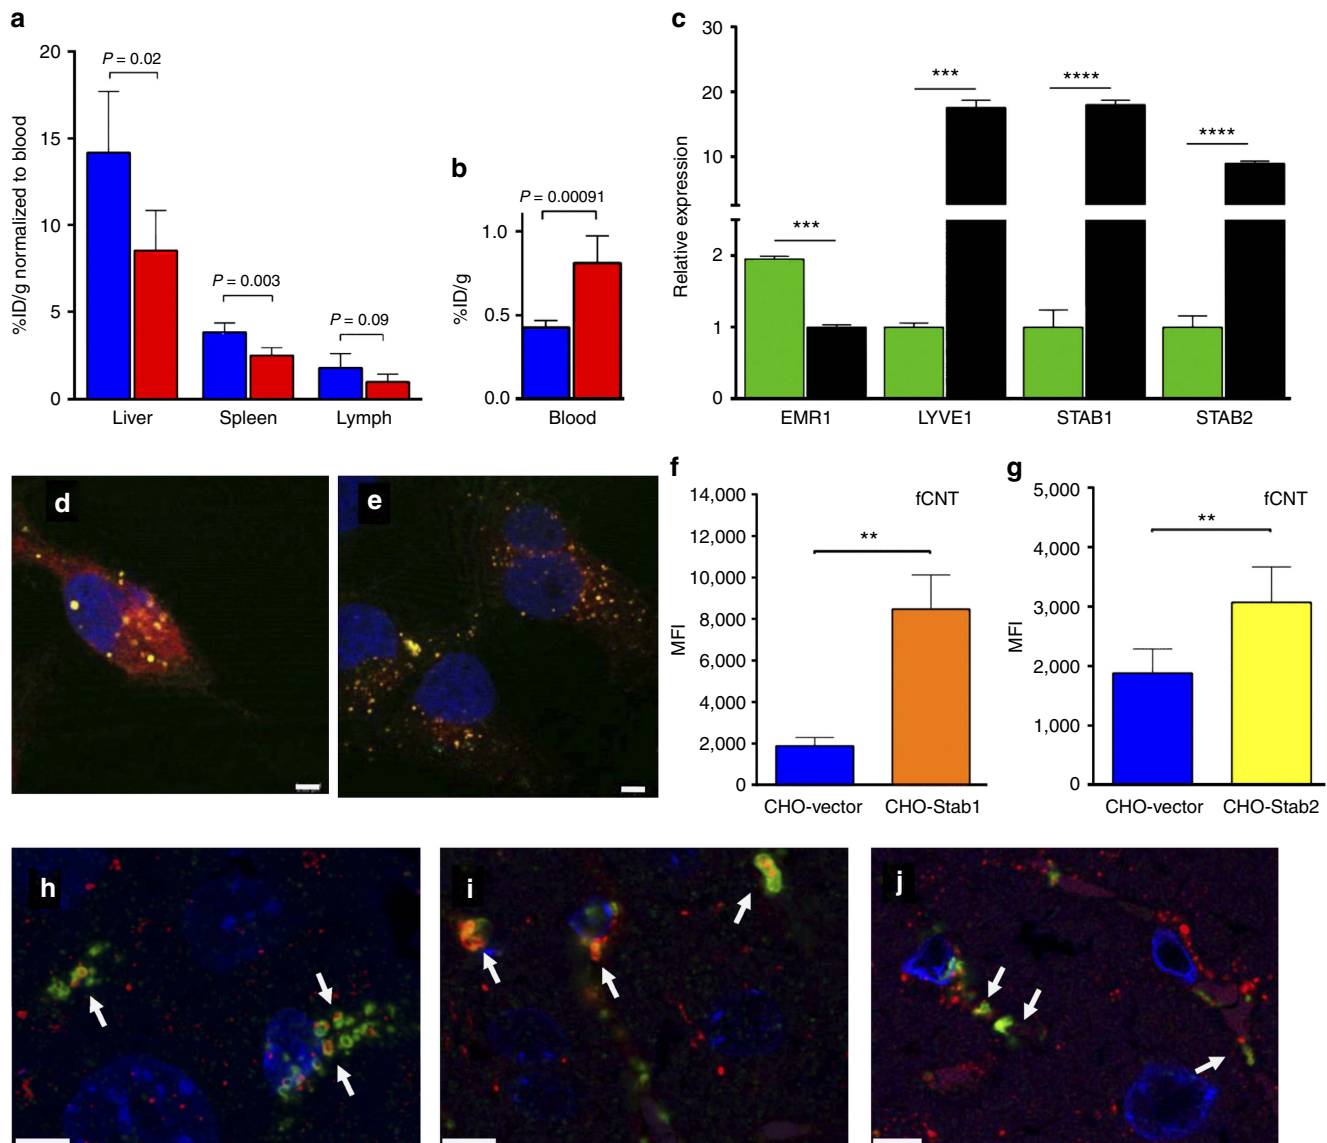 a
%ID/g normalized to blood
20
15
10
5
0
P = 0.02
P = 0.003
P = 0.09
Liver Spleen Lymph
b
%ID/g
P = 0.00091
1.0
0.5
0.0
Blood
c
Relative expression
30
20
10
2
1
0
***
***
****
****
EMR1 LYVE1 STAB1 STAB2
d
e
f
MFI
fCNT
14,000
12,000
10,000
8,000
6,000
4,000
2,000
0
**
CHO-vector CHO-Stab1
g
MFI
fCNT
5,000
4,000
3,000
2,000
1,000
0
**
CHO-vector CHO-Stab2
h
i
j